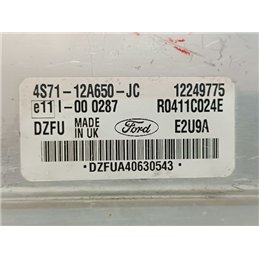 4S71-12A650-JC 12249775
e11 I-00 0287 R0411C024E
DZFU MADE IN UK Ford E2U9A
• DZFUA40630543 •